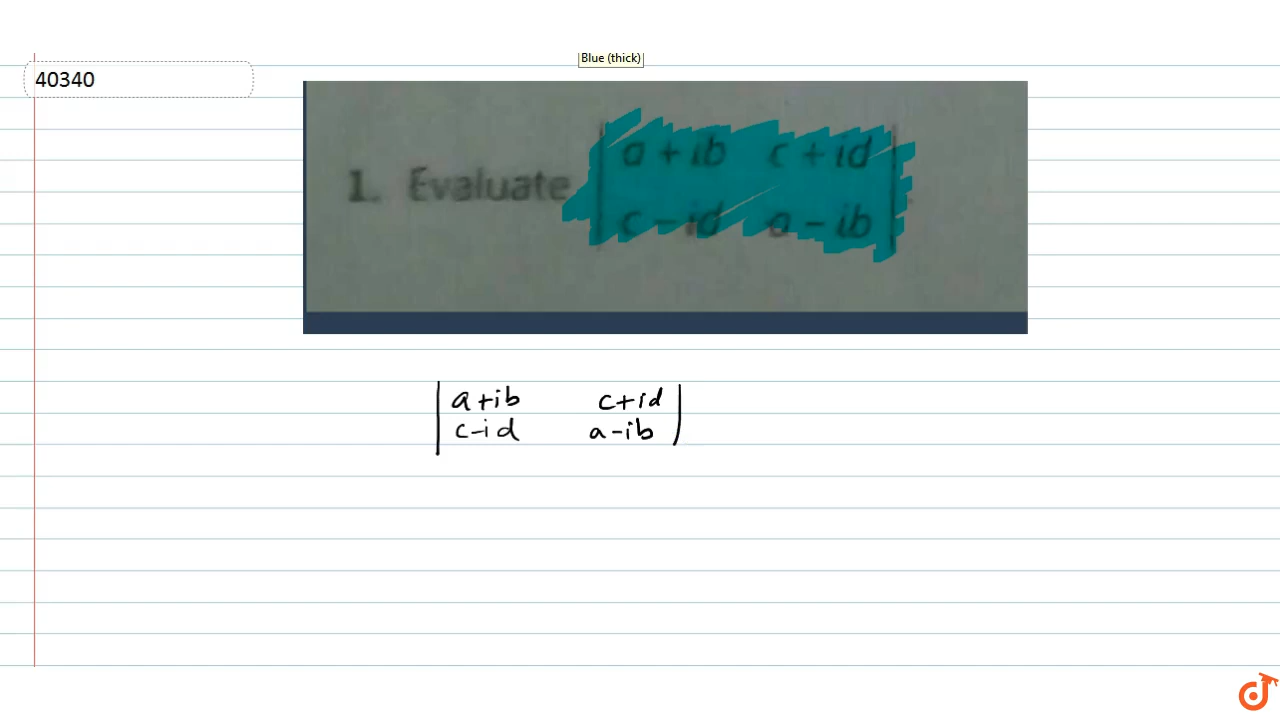 Blue (thick)
40340
a + ib c + id
1. Evaluate
c - id a - ib
a+ib c+id
c-id a-ib